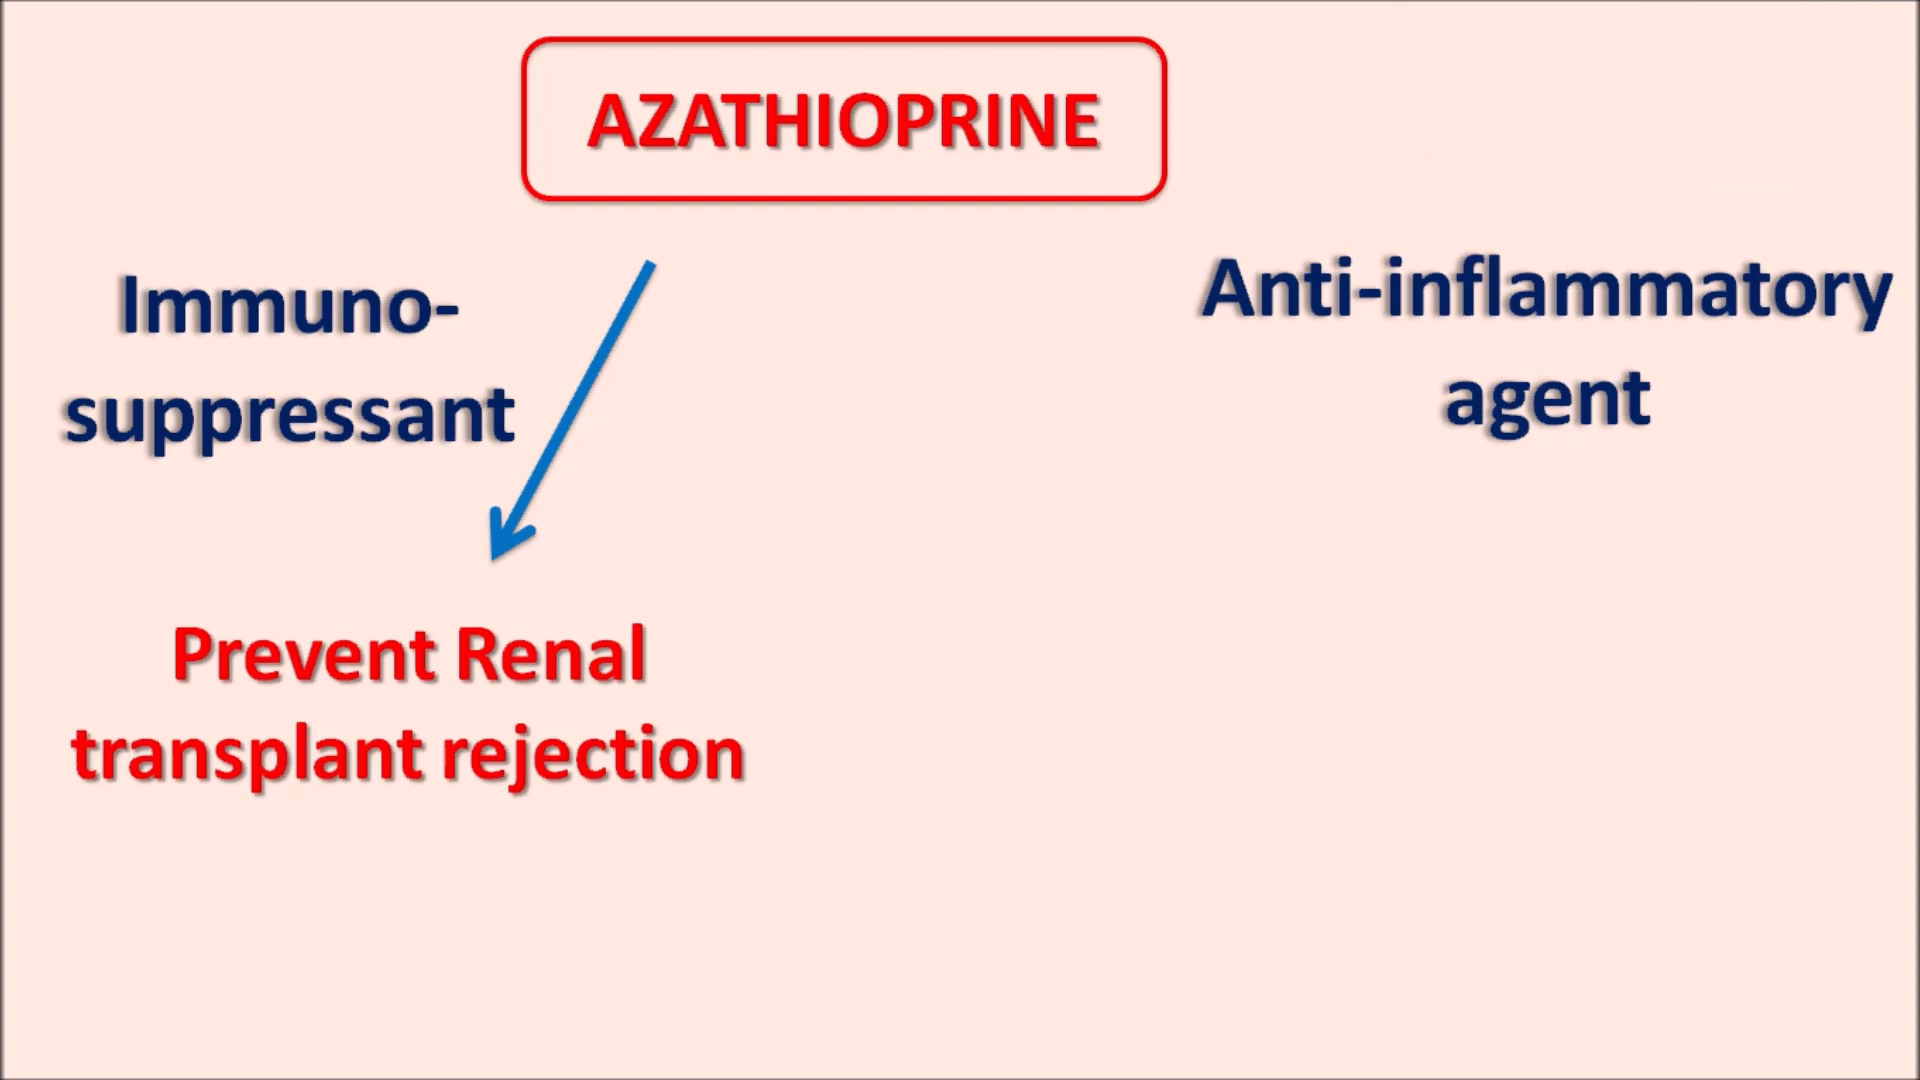 AZATHIOPRINE
Immuno-
suppressant
Anti-inflammatory
agent
Prevent Renal
transplant rejection